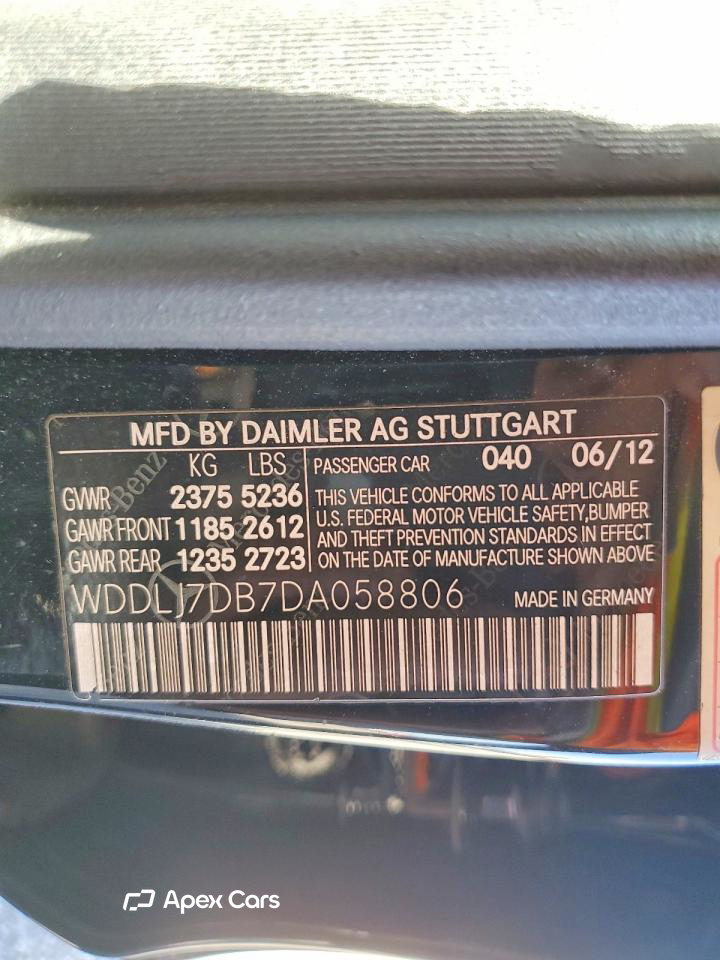 MFD BY DAIMLER AG STUTTGART
KG LBS
GVWR 2375 5236
GAWR FRONT 1185 2612
GAWR REAR 1235 2723
PASSENGER CAR 040 06/12
THIS VEHICLE CONFORMS TO ALL APPLICABLE
U.S. FEDERAL MOTOR VEHICLE SAFETY,BUMPER
AND THEFT PREVENTION STANDARDS IN EFFECT
ON THE DATE OF MANUFACTURE SHOWN ABOVE
WDDLJ7DB7DA058806 MADE IN GERMANY
Apex Cars